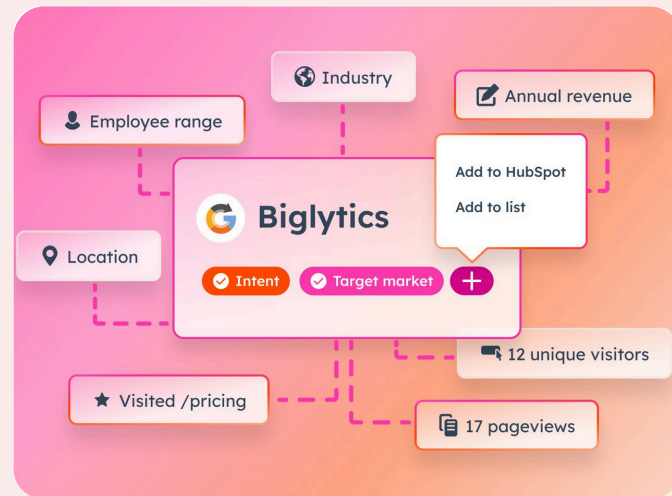 Industry
Annual revenue
Employee range
Add to HubSpot
Add to list
Biglytics
Location
Intent
Target market
12 unique visitors
Visited /pricing
17 pageviews